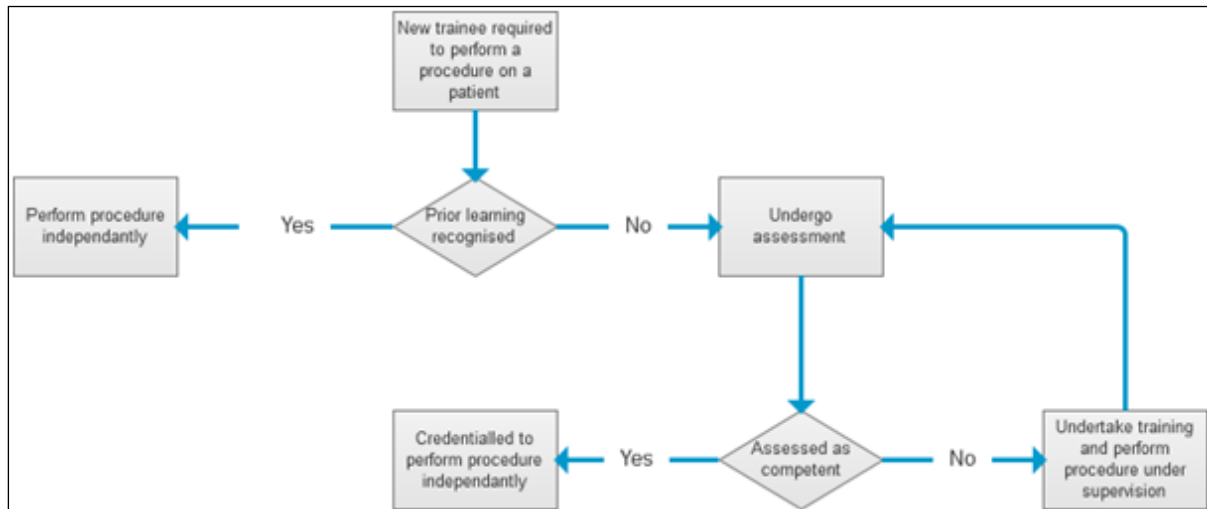 New trainee required
to perform a
procedure on a
patient
Perform procedure
independantly
Yes
Prior learning
recognised
No
Undergo
assessment
Credentialled to
perform procedure
independantly
Yes
Assessed as
competent
No
Undertake training
and perform
procedure under
supervision